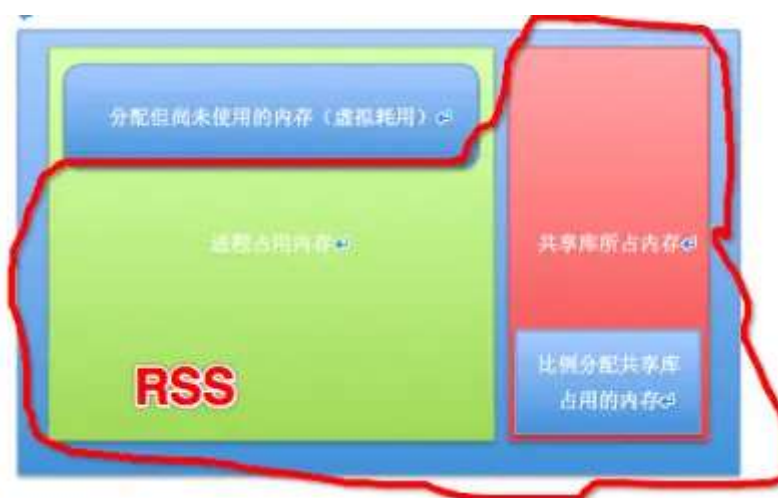 分配但尚未使用的内存（虚拟耗用）
进程占用内存
共享库所占内存
比例分配共享库
占用的内存
RSS